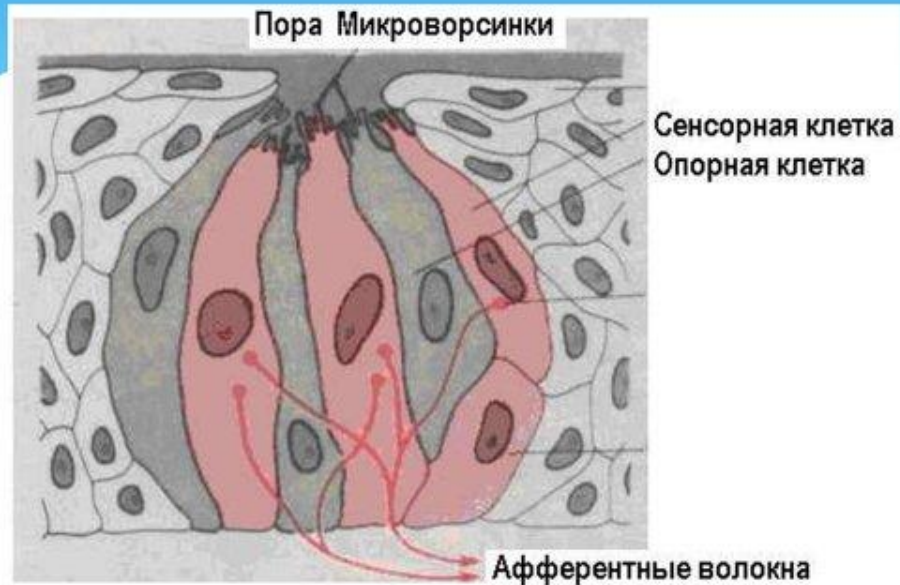 Пора Микроворсинки
Сенсорная клетка
Опорная клетка
Афферентные волокна